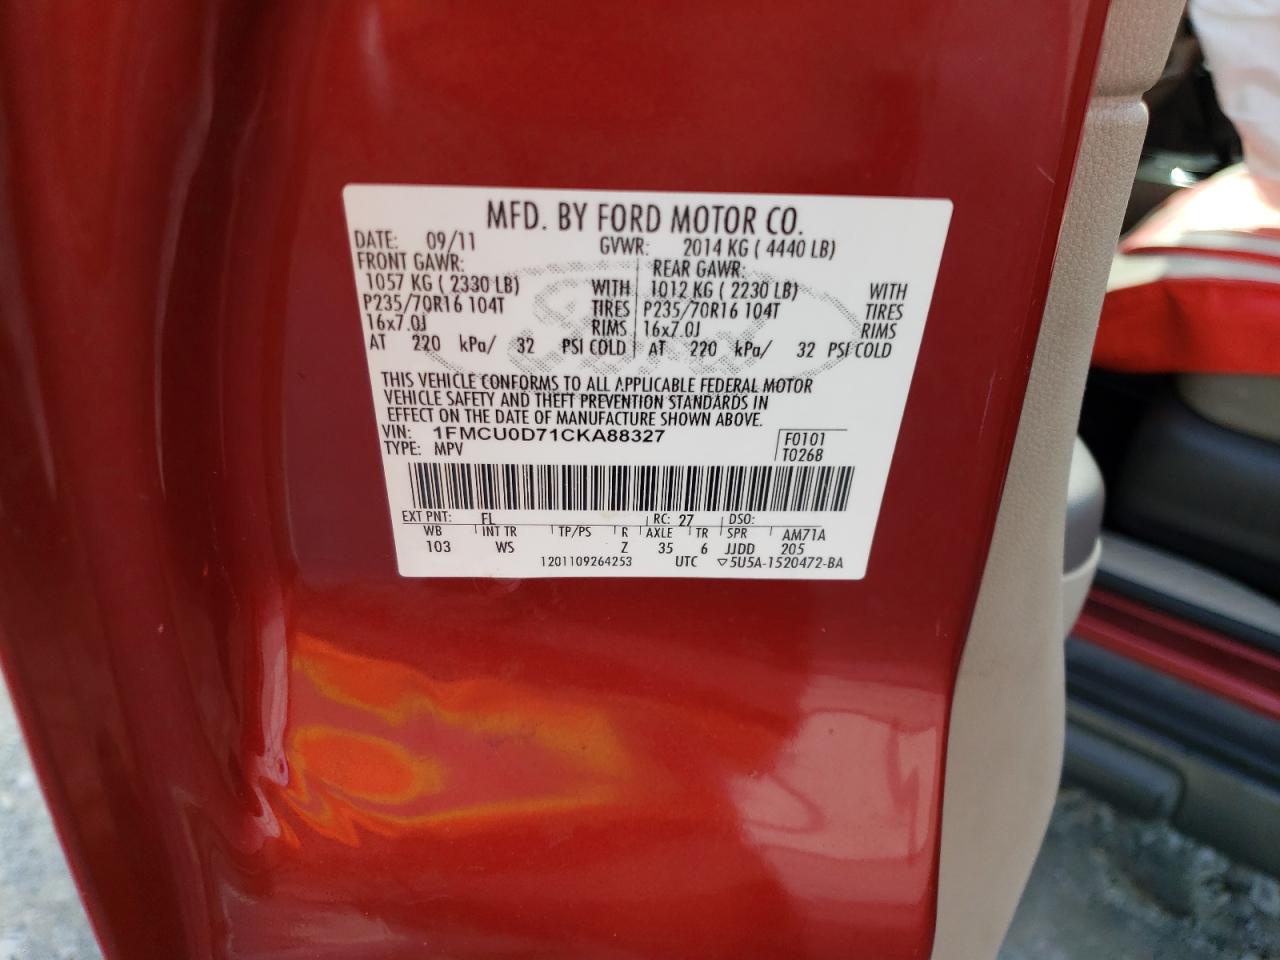 MFD. BY FORD MOTOR CO.
DATE: 09/11 GVWR: 2014 KG ( 4440 LB)
FRONT GAWR: REAR GAWR:
1057 KG ( 2330 LB) WITH 1012 KG ( 2230 LB) WITH
P235/70R16 104T TIRES P235/70R16 104T TIRES
16x7.0J RIMS 16x7.0J RIMS
AT 220 kPa/ 32 PSI COLD AT 220 kPa/ 32 PSI COLD
THIS VEHICLE CONFORMS TO ALL APPLICABLE FEDERAL MOTOR
VEHICLE SAFETY AND THEFT PREVENTION STANDARDS IN
EFFECT ON THE DATE OF MANUFACTURE SHOWN ABOVE.
VIN: 1FMCU0D71CKA88327 F0101
TYPE: MPV T0268
EXT PNT: FL RC: 27 DSO:
WB INT TR TP/PS R AXLE TR SPR AM71A
103 WS Z 35 6 JJDD 205
1201109264253 UTC ▽5U5A-1520472-BA